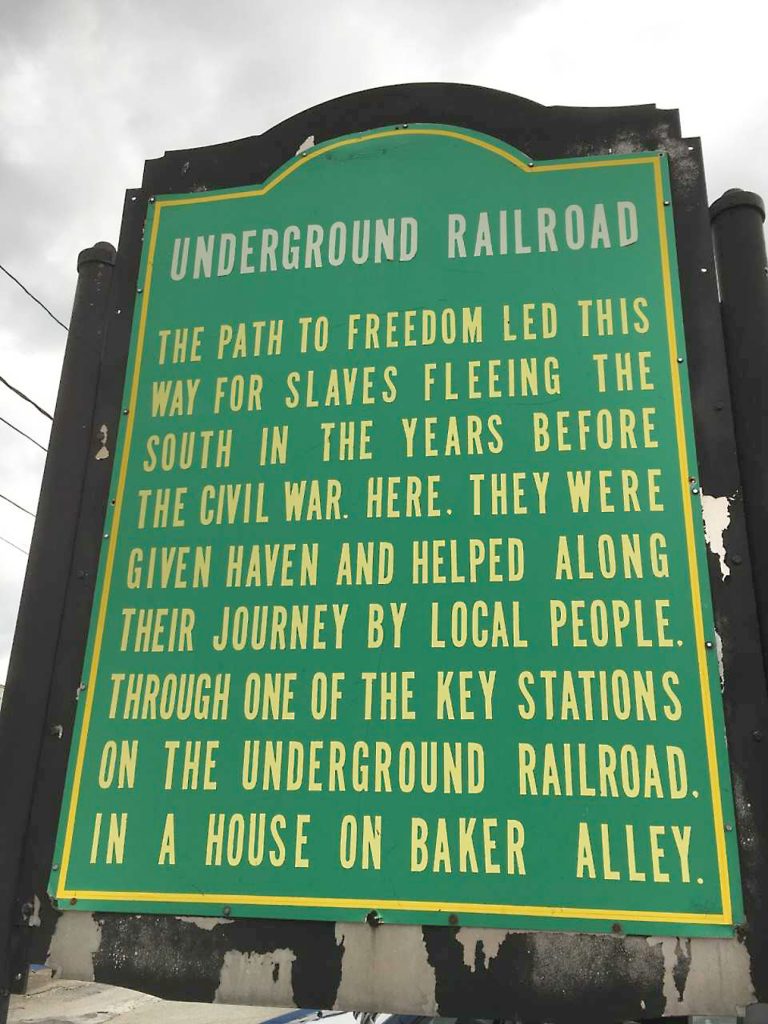 UNDERGROUND RAILROAD
THE PATH TO FREEDOM LED THIS
WAY FOR SLAVES FLEEING THE
SOUTH IN THE YEARS BEFORE
THE CIVIL WAR. HERE. THEY WERE
GIVEN HAVEN AND HELPED ALONG
THEIR JOURNEY BY LOCAL PEOPLE.
THROUGH ONE OF THE KEY STATIONS
ON THE UNDERGROUND RAILROAD.
IN A HOUSE ON BAKER ALLEY.